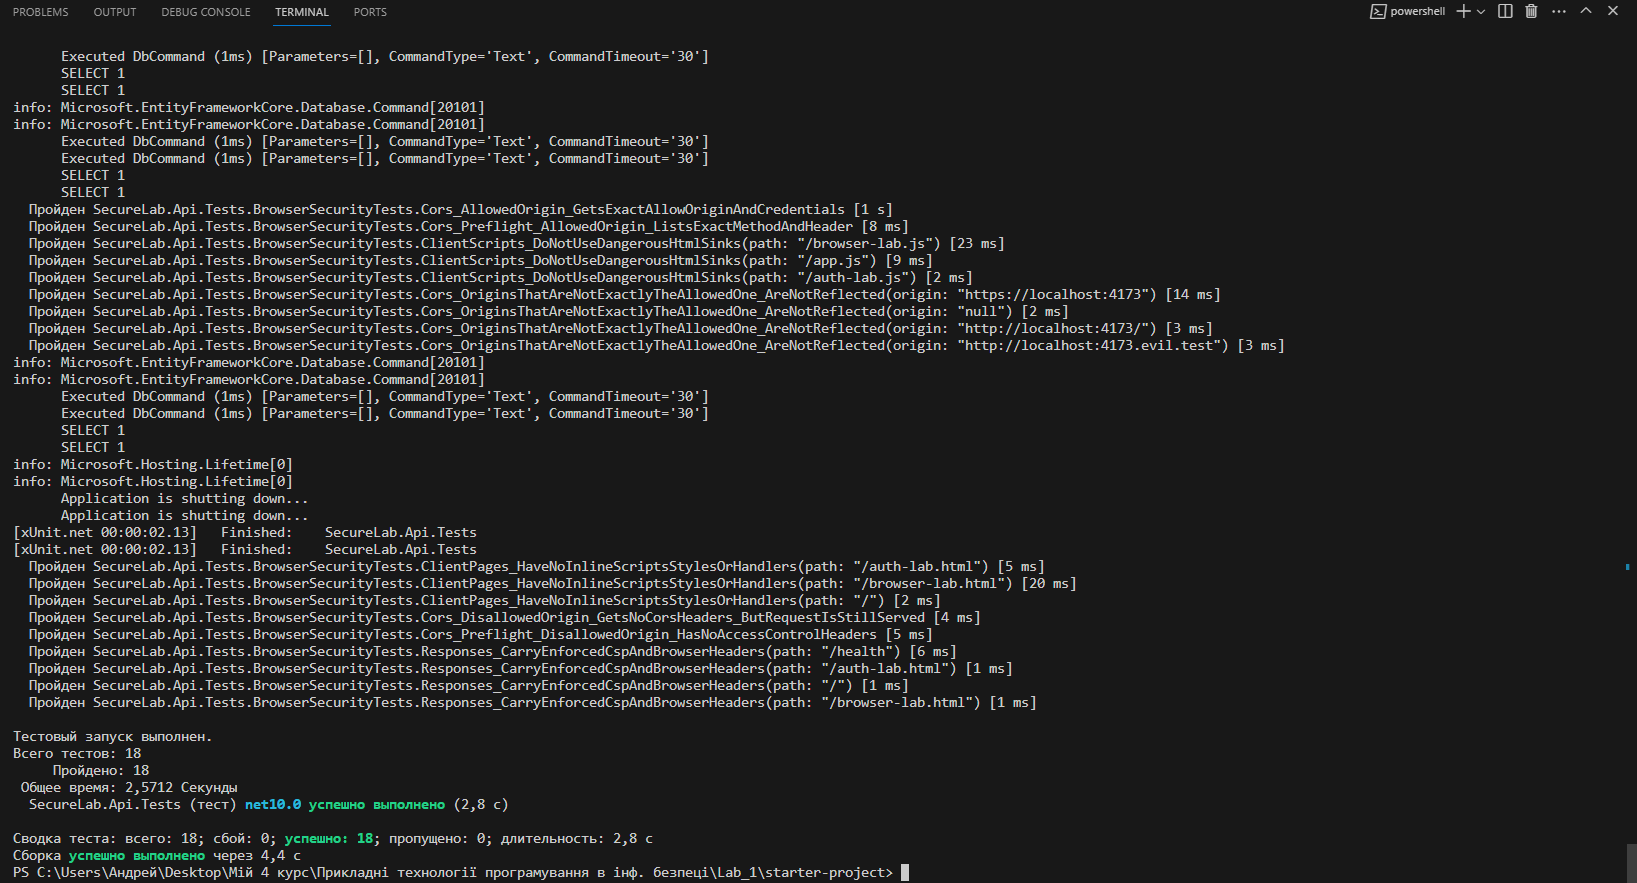 PROBLEMS OUTPUT DEBUG CONSOLE TERMINAL PORTS powershell
Executed DbCommand (1ms) [Parameters=[], CommandType='Text', CommandTimeout='30']
SELECT 1
SELECT 1
info: Microsoft.EntityFrameworkCore.Database.Command[20101]
info: Microsoft.EntityFrameworkCore.Database.Command[20101]
Executed DbCommand (1ms) [Parameters=[], CommandType='Text', CommandTimeout='30']
Executed DbCommand (1ms) [Parameters=[], CommandType='Text', CommandTimeout='30']
SELECT 1
SELECT 1
Пройден SecureLab.Api.Tests.BrowserSecurityTests.Cors_AllowedOrigin_GetsExactAllowOriginAndCredentials [1 s]
Пройден SecureLab.Api.Tests.BrowserSecurityTests.Cors_Preflight_AllowedOrigin_ListsExactMethodAndHeader [8 ms]
Пройден SecureLab.Api.Tests.BrowserSecurityTests.ClientScripts_DoNotUseDangerousHtmlSinks(path: "/browser-lab.js") [23 ms]
Пройден SecureLab.Api.Tests.BrowserSecurityTests.ClientScripts_DoNotUseDangerousHtmlSinks(path: "/app.js") [9 ms]
Пройден SecureLab.Api.Tests.BrowserSecurityTests.ClientScripts_DoNotUseDangerousHtmlSinks(path: "/auth-lab.js") [2 ms]
Пройден SecureLab.Api.Tests.BrowserSecurityTests.Cors_OriginsThatAreNotExactlyTheAllowedOne_AreNotReflected(origin: "https://localhost:4173") [14 ms]
Пройден SecureLab.Api.Tests.BrowserSecurityTests.Cors_OriginsThatAreNotExactlyTheAllowedOne_AreNotReflected(origin: "null") [2 ms]
Пройден SecureLab.Api.Tests.BrowserSecurityTests.Cors_OriginsThatAreNotExactlyTheAllowedOne_AreNotReflected(origin: "http://localhost:4173/") [3 ms]
Пройден SecureLab.Api.Tests.BrowserSecurityTests.Cors_OriginsThatAreNotExactlyTheAllowedOne_AreNotReflected(origin: "http://localhost:4173.evil.test") [3 ms]
info: Microsoft.EntityFrameworkCore.Database.Command[20101]
info: Microsoft.EntityFrameworkCore.Database.Command[20101]
Executed DbCommand (1ms) [Parameters=[], CommandType='Text', CommandTimeout='30']
Executed DbCommand (1ms) [Parameters=[], CommandType='Text', CommandTimeout='30']
SELECT 1
SELECT 1
info: Microsoft.Hosting.Lifetime[0]
info: Microsoft.Hosting.Lifetime[0]
Application is shutting down...
Application is shutting down...
[xUnit.net 00:00:02.13] Finished: SecureLab.Api.Tests
[xUnit.net 00:00:02.13] Finished: SecureLab.Api.Tests
Пройден SecureLab.Api.Tests.BrowserSecurityTests.ClientPages_HaveNoInlineScriptsStylesOrHandlers(path: "/auth-lab.html") [5 ms]
Пройден SecureLab.Api.Tests.BrowserSecurityTests.ClientPages_HaveNoInlineScriptsStylesOrHandlers(path: "/browser-lab.html") [20 ms]
Пройден SecureLab.Api.Tests.BrowserSecurityTests.ClientPages_HaveNoInlineScriptsStylesOrHandlers(path: "/") [2 ms]
Пройден SecureLab.Api.Tests.BrowserSecurityTests.Cors_DisallowedOrigin_GetsNoCorsHeaders_ButRequestIsStillServed [4 ms]
Пройден SecureLab.Api.Tests.BrowserSecurityTests.Cors_Preflight_DisallowedOrigin_HasNoAccessControlHeaders [5 ms]
Пройден SecureLab.Api.Tests.BrowserSecurityTests.Responses_CarryEnforcedCspAndBrowserHeaders(path: "/health") [6 ms]
Пройден SecureLab.Api.Tests.BrowserSecurityTests.Responses_CarryEnforcedCspAndBrowserHeaders(path: "/auth-lab.html") [1 ms]
Пройден SecureLab.Api.Tests.BrowserSecurityTests.Responses_CarryEnforcedCspAndBrowserHeaders(path: "/") [1 ms]
Пройден SecureLab.Api.Tests.BrowserSecurityTests.Responses_CarryEnforcedCspAndBrowserHeaders(path: "/browser-lab.html") [1 ms]
Тестовый запуск выполнен.
Всего тестов: 18
Пройдено: 18
Общее время: 2,5712 Секунды
SecureLab.Api.Tests (тест) net10.0 успешно выполнено (2,8 с)
Сводка теста: всего: 18; сбой: 0; успешно: 18; пропущено: 0; длительность: 2,8 с
Сборка успешно выполнено через 4,4 с
PS C:\Users\Андрей\Desktop\Мій 4 курс\Прикладні технології програмування в інф. безпеці\Lab_1\starter-project>